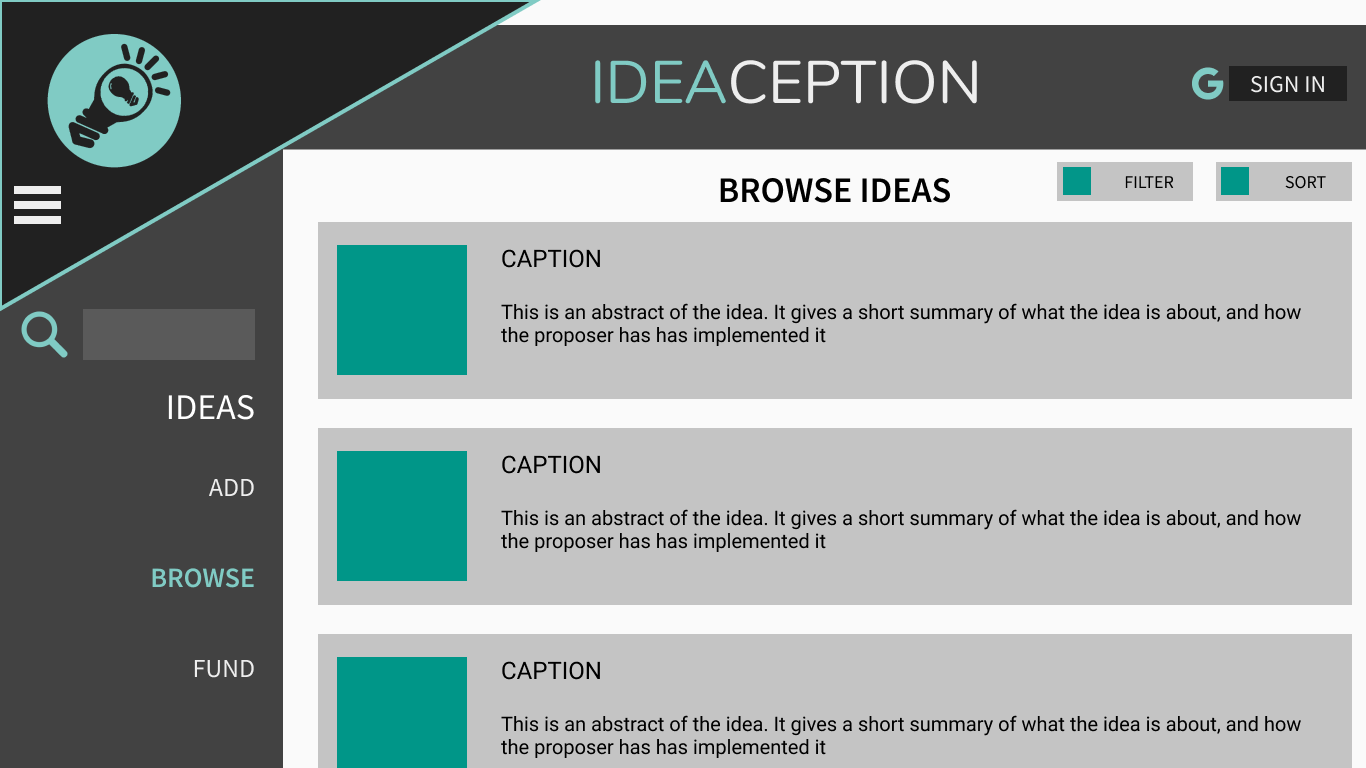 IDEACEPTION
SIGN IN
BROWSE IDEAS
FILTER
SORT
IDEAS
ADD
BROWSE
FUND
CAPTION
This is an abstract of the idea. It gives a short summary of what the idea is about, and how
the proposer has has implemented it
CAPTION
This is an abstract of the idea. It gives a short summary of what the idea is about, and how
the proposer has has implemented it
CAPTION
This is an abstract of the idea. It gives a short summary of what the idea is about, and how
the proposer has has implemented it